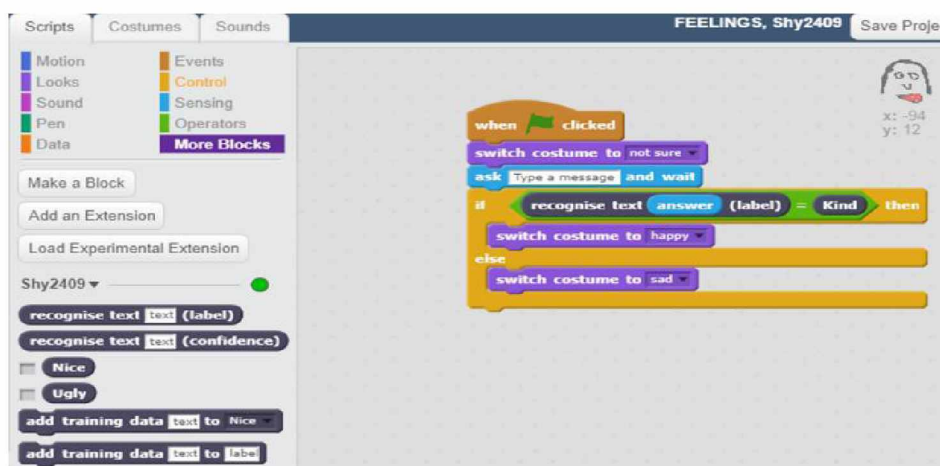 Scripts Costumes Sounds
FEELINGS, Shy2409 Save Proje
Motion Events
Looks Control
Sound Sensing
Pen Operators
Data More Blocks
Make a Block
Add an Extension
Load Experimental Extension
Shy2409
recognise text text (label)
recognise text text (confidence)
Nice
Ugly
add training data text to Nice
add training data text to label
x: -94
y: 12
when clicked
switch costume to not sure
ask Type a message and wait
if recognise text answer (label) = Kind then
switch costume to happy
else
switch costume to sad